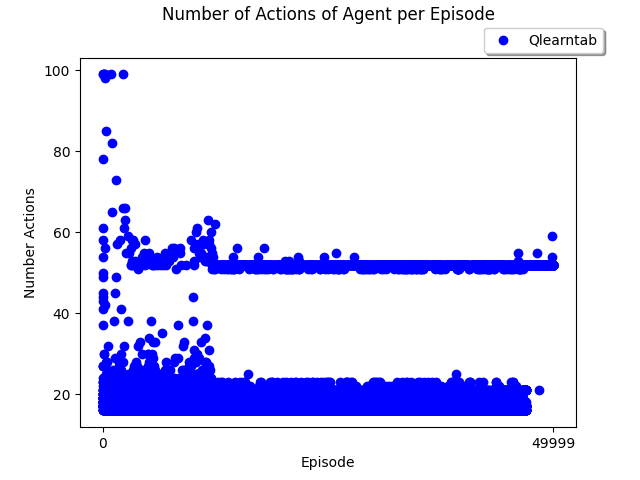 Number of Actions of Agent per Episode
Qlearntab
100
80
60
40
20
Number Actions
0
49999
Episode